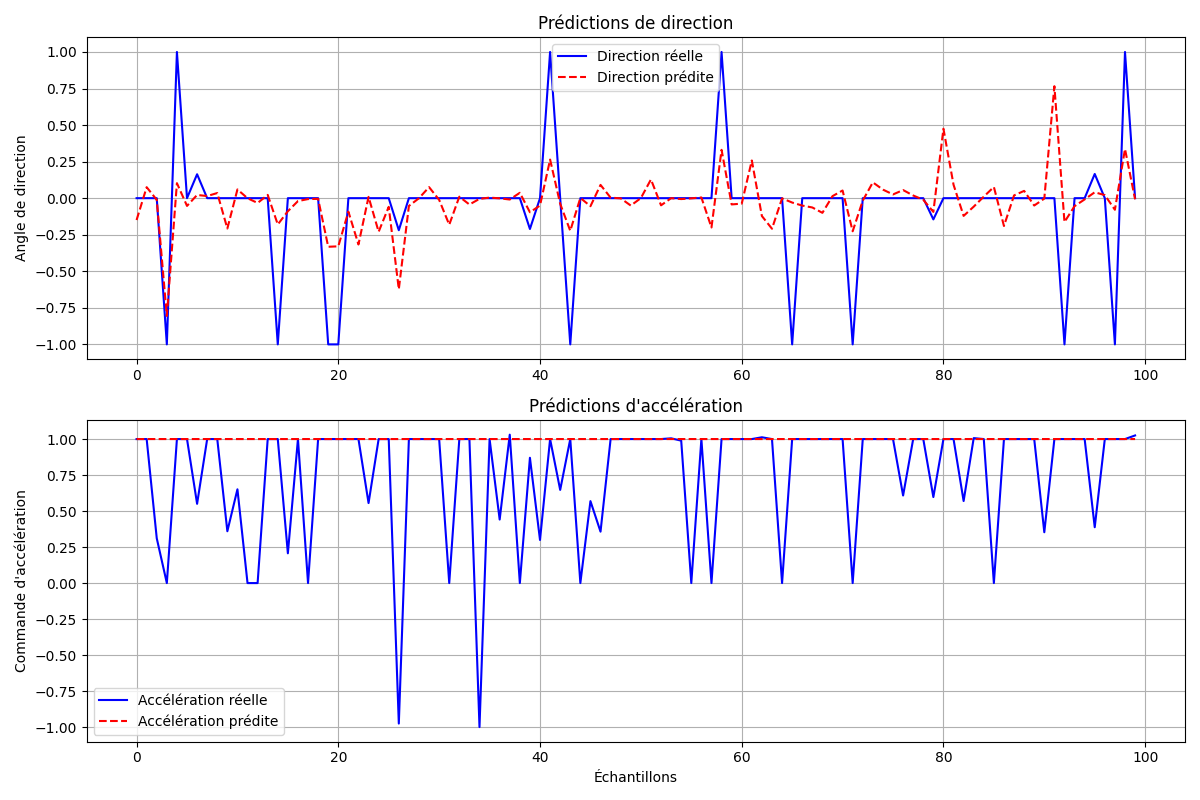 Prédictions de direction
Direction réelle
Direction prédite
Angle de direction
1.00
0.75
0.50
0.25
0.00
−0.25
−0.50
−0.75
−1.00
0 20 40 60 80 100
Prédictions d'accélération
Accélération réelle
Accélération prédite
Commande d'accélération
1.00
0.75
0.50
0.25
0.00
−0.25
−0.50
−0.75
−1.00
0 20 40 60 80 100
Échantillons